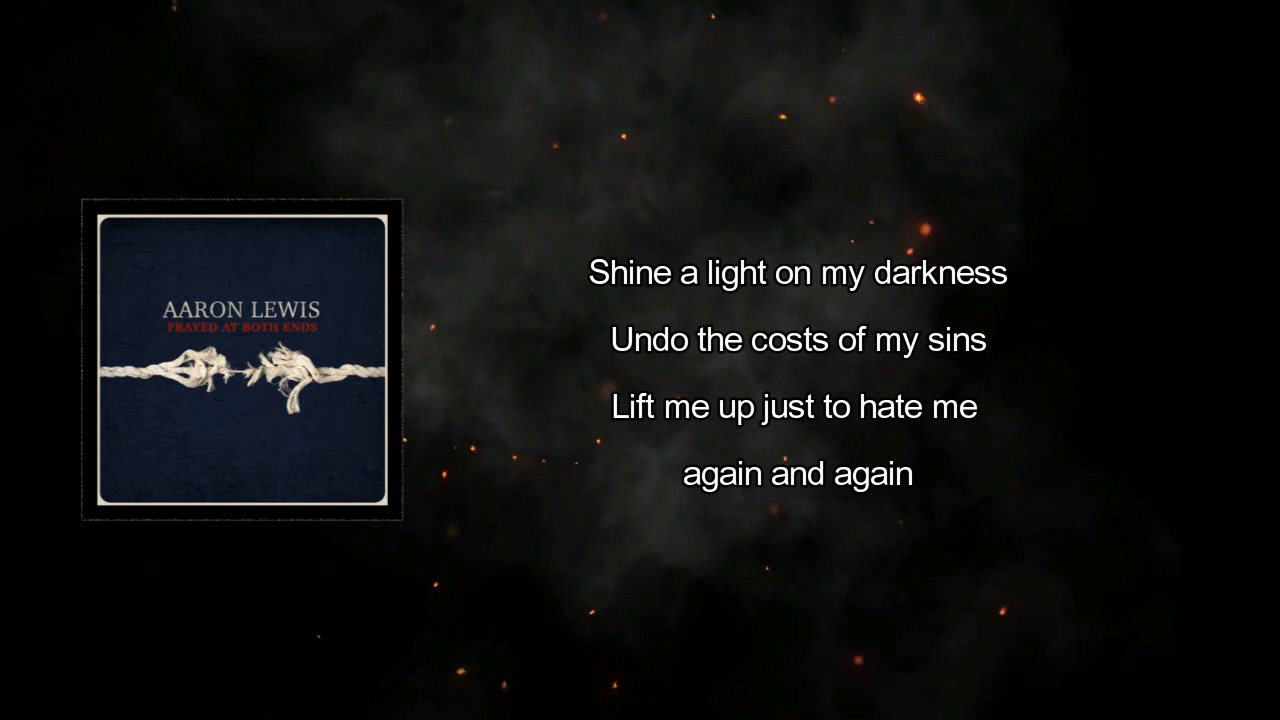 AARON LEWIS
FRAYED AT BOTH ENDS
Shine a light on my darkness
Undo the costs of my sins
Lift me up just to hate me
again and again